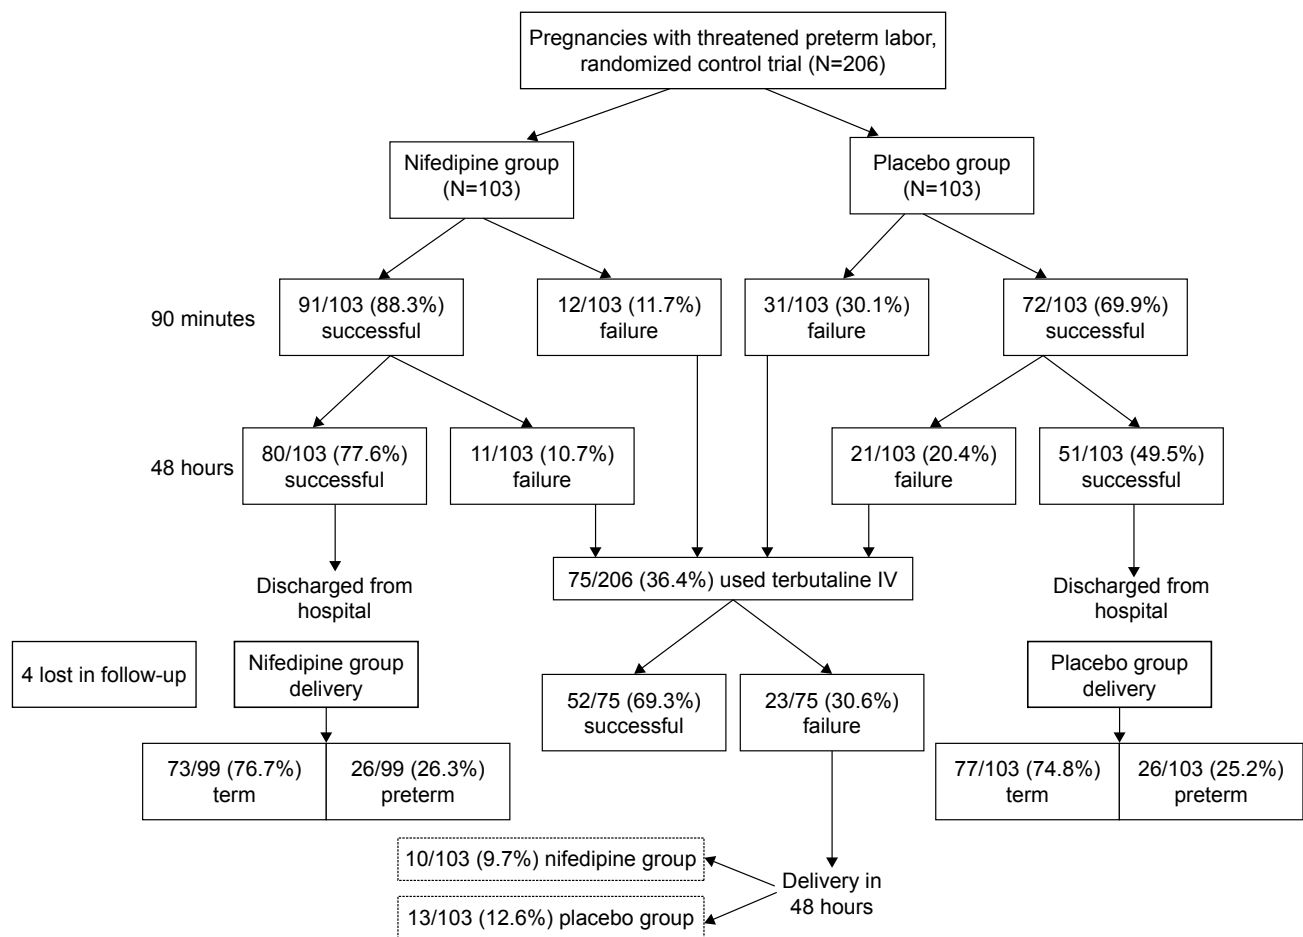 Pregnancies with threatened preterm labor,
randomized control trial (N=206)
Nifedipine group
(N=103)
Placebo group
(N=103)
90 minutes
91/103 (88.3%)
successful
12/103 (11.7%)
failure
31/103 (30.1%)
failure
72/103 (69.9%)
successful
48 hours
80/103 (77.6%)
successful
11/103 (10.7%)
failure
21/103 (20.4%)
failure
51/103 (49.5%)
successful
75/206 (36.4%) used terbutaline IV
Discharged from
hospital
Discharged from
hospital
4 lost in follow-up
Nifedipine group
delivery
52/75 (69.3%)
successful
23/75 (30.6%)
failure
Placebo group
delivery
73/99 (76.7%)
term
26/99 (26.3%)
preterm
77/103 (74.8%)
term
26/103 (25.2%)
preterm
10/103 (9.7%) nifedipine group
13/103 (12.6%) placebo group
Delivery in
48 hours